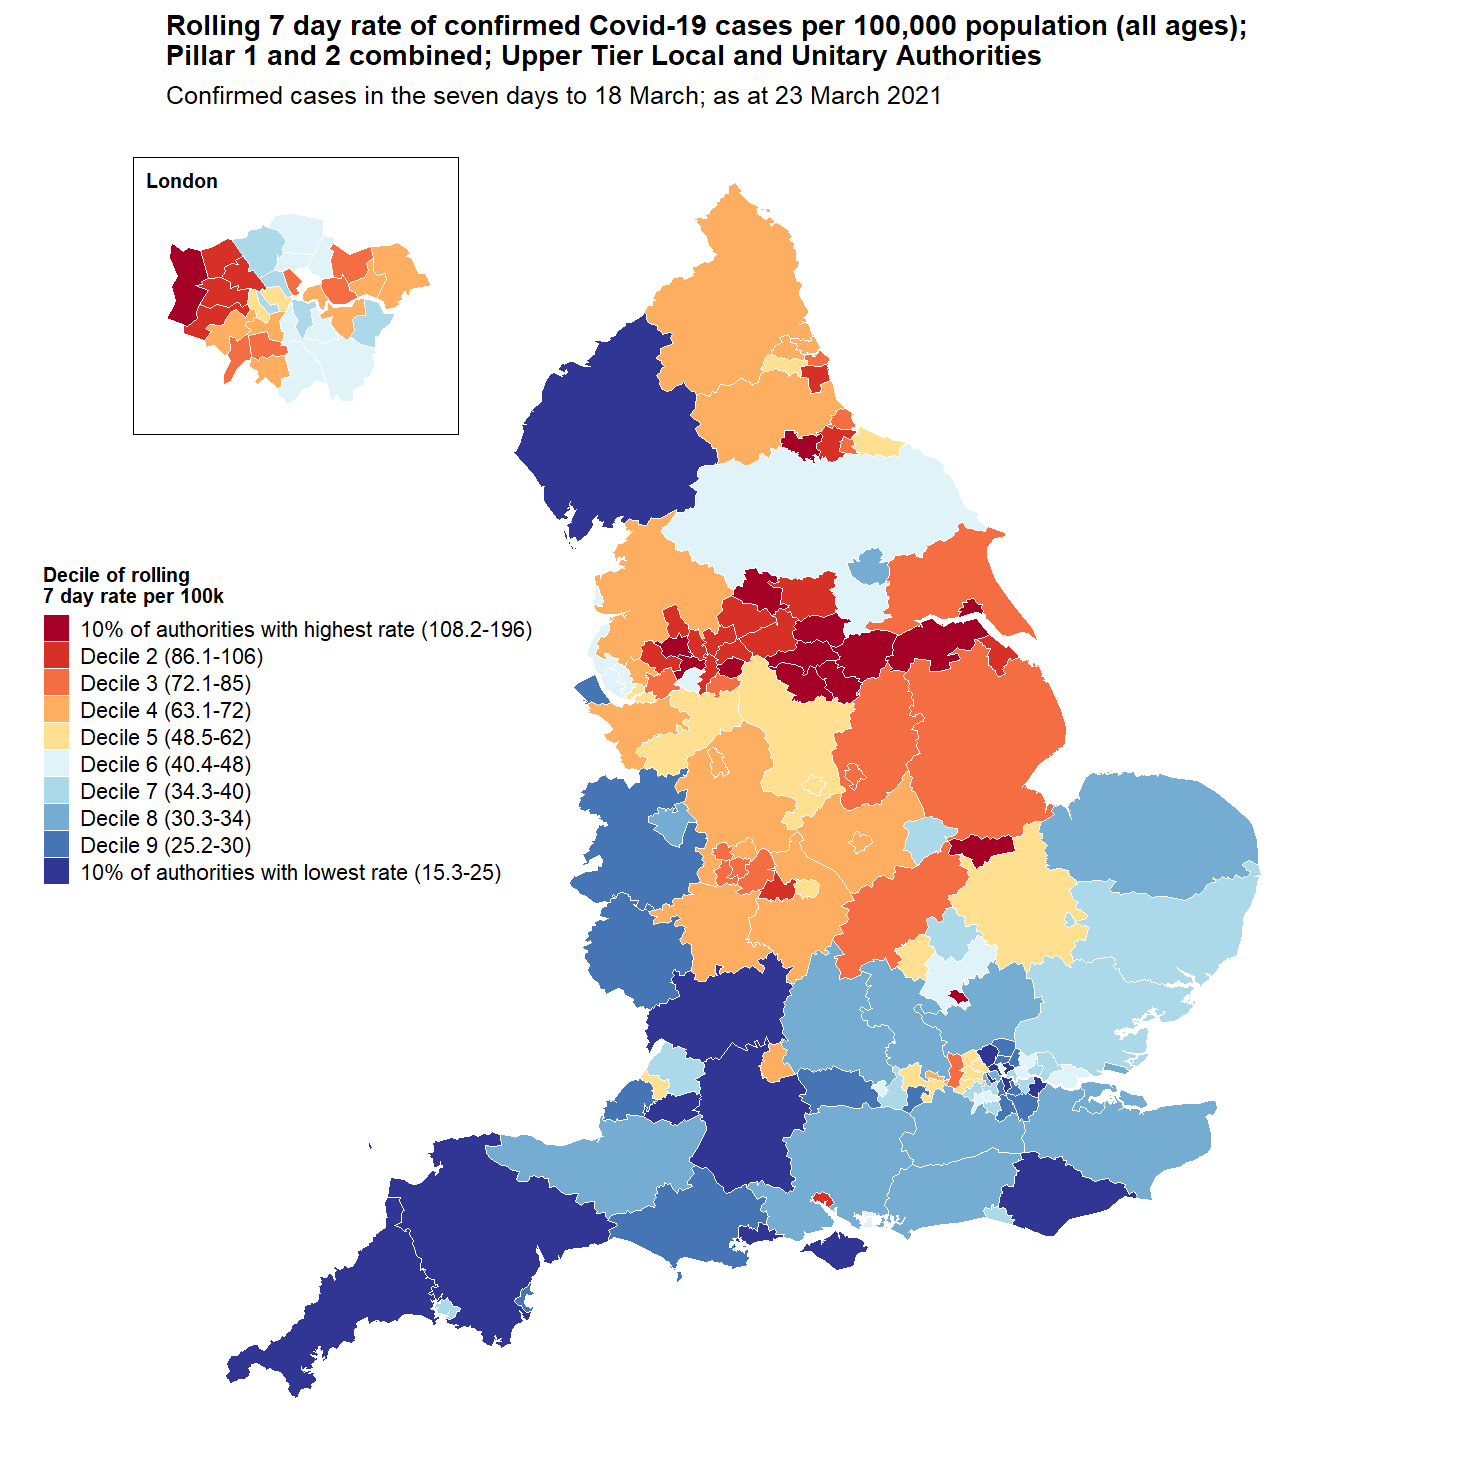 Rolling 7 day rate of confirmed Covid-19 cases per 100,000 population (all ages);
Pillar 1 and 2 combined; Upper Tier Local and Unitary Authorities
Confirmed cases in the seven days to 18 March; as at 23 March 2021
London
Decile of rolling
7 day rate per 100k
10% of authorities with highest rate (108.2-196)
Decile 2 (86.1-106)
Decile 3 (72.1-85)
Decile 4 (63.1-72)
Decile 5 (48.5-62)
Decile 6 (40.4-48)
Decile 7 (34.3-40)
Decile 8 (30.3-34)
Decile 9 (25.2-30)
10% of authorities with lowest rate (15.3-25)